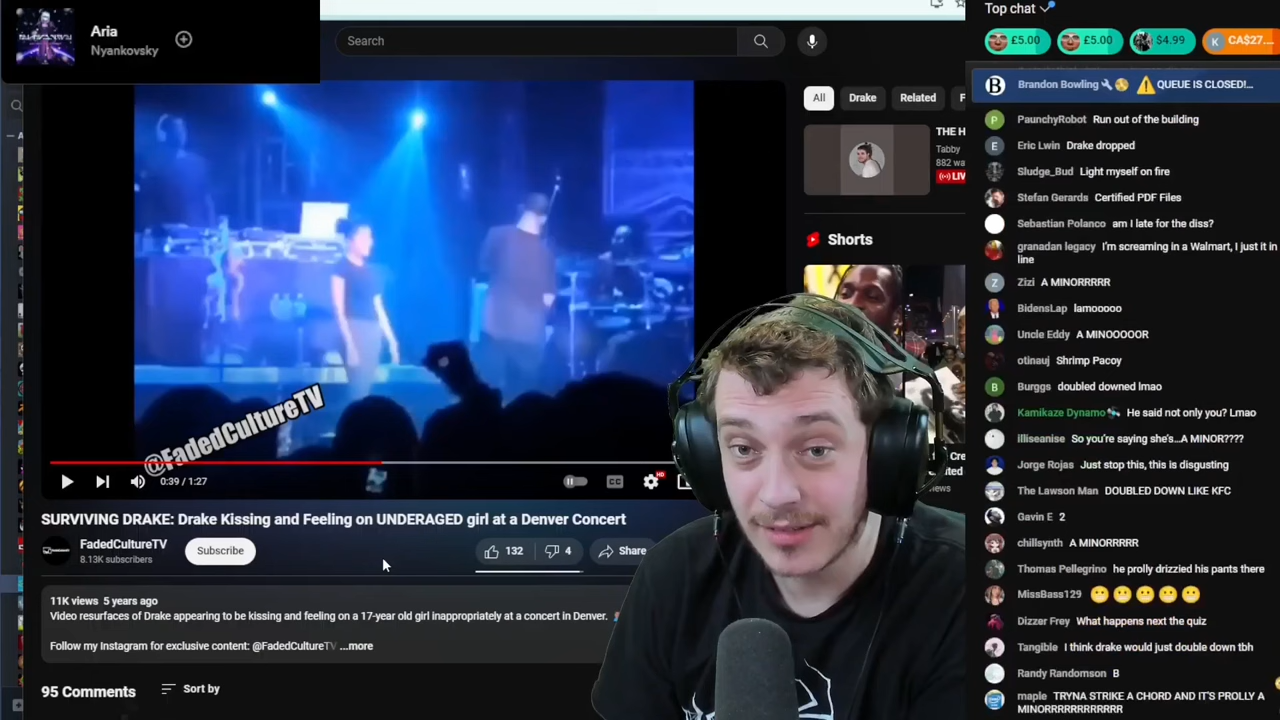 Aria
Nyankovsky
Search
@FadedCultureTV
0:39 / 1:27
CC
HD
SURVIVING DRAKE: Drake Kissing and Feeling on UNDERAGED girl at a Denver Concert
FadedCultureTV
8.13K subscribers
Subscribe
132
4
Share
11K views 5 years ago
Video resurfaces of Drake appearing to be kissing and feeling on a 17-year old girl inappropriately at a concert in Denver.
Follow my Instagram for exclusive content: @FadedCultureTV ...more
95 Comments
Sort by
All
Drake
Related
F
THE H
Tabby
882 wa
LIVE
Shorts
Top chat
£5.00
£5.00
$4.99
K
CA$27....
B
Brandon Bowling
QUEUE IS CLOSED!...
P
PaunchyRobot Run out of the building
E
Eric Lwin Drake dropped
Sludge_Bud Light myself on fire
Stefan Gerards Certified PDF Files
Sebastian Polanco am I late for the diss?
granadan legacy I'm screaming in a Walmart, I just it in
line
Z
Zizi A MINORRRRR
BidensLap lamooooo
Uncle Eddy A MINOOOOOR
otinauj Shrimp Pacoy
B
Burggs doubled downed lmao
Kamikaze Dynamo He said not only you? Lmao
illiseanise So you're saying she's...A MINOR????
Jorge Rojas Just stop this, this is disgusting
The Lawson Man DOUBLED DOWN LIKE KFC
Gavin E 2
chillsynth A MINORRRRR
Thomas Pellegrino he prolly drizzied his pants there
MissBass129
Dizzer Frey What happens next the quiz
Tangible I think drake would just double down tbh
Randy Randomson B
maple TRYNA STRIKE A CHORD AND IT'S PROLLY A
MINORRRRRRRRRRRR